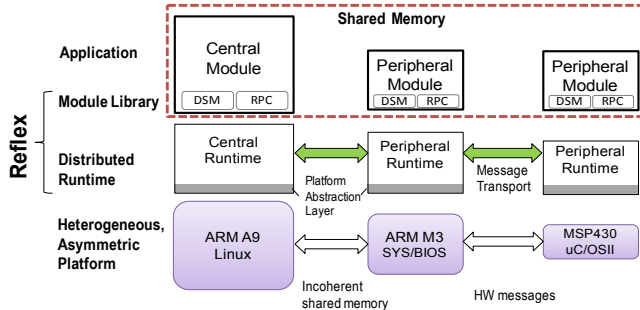 Shared Memory
Application
Central
Module
DSM
RPC
Peripheral
Module
DSM
RPC
Peripheral
Module
DSM
RPC
Reflex
Module Library
Distributed
Runtime
Central
Runtime
Peripheral
Runtime
Peripheral
Runtime
Platform
Abstraction
Layer
Message
Transport
Heterogeneous,
Asymmetric
Platform
ARM A9
Linux
ARM M3
SYS/BIOS
MSP430
uC/OSII
Incoherent
shared memory
HW messages